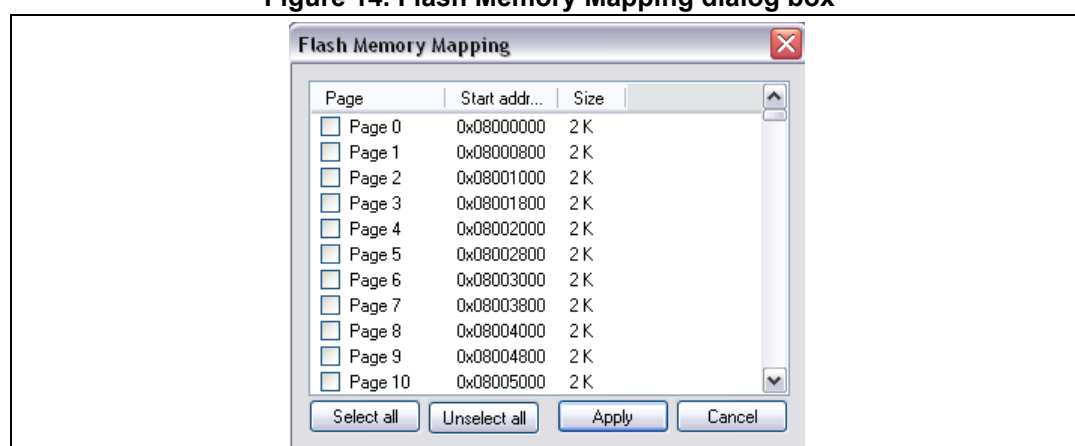 Figure 14. Flash Memory Mapping dialog box
Flash Memory Mapping
Page Start addr... Size
Page 0 0x08000000 2 K
Page 1 0x08000800 2 K
Page 2 0x08001000 2 K
Page 3 0x08001800 2 K
Page 4 0x08002000 2 K
Page 5 0x08002800 2 K
Page 6 0x08003000 2 K
Page 7 0x08003800 2 K
Page 8 0x08004000 2 K
Page 9 0x08004800 2 K
Page 10 0x08005000 2 K
Select all Unselect all Apply Cancel